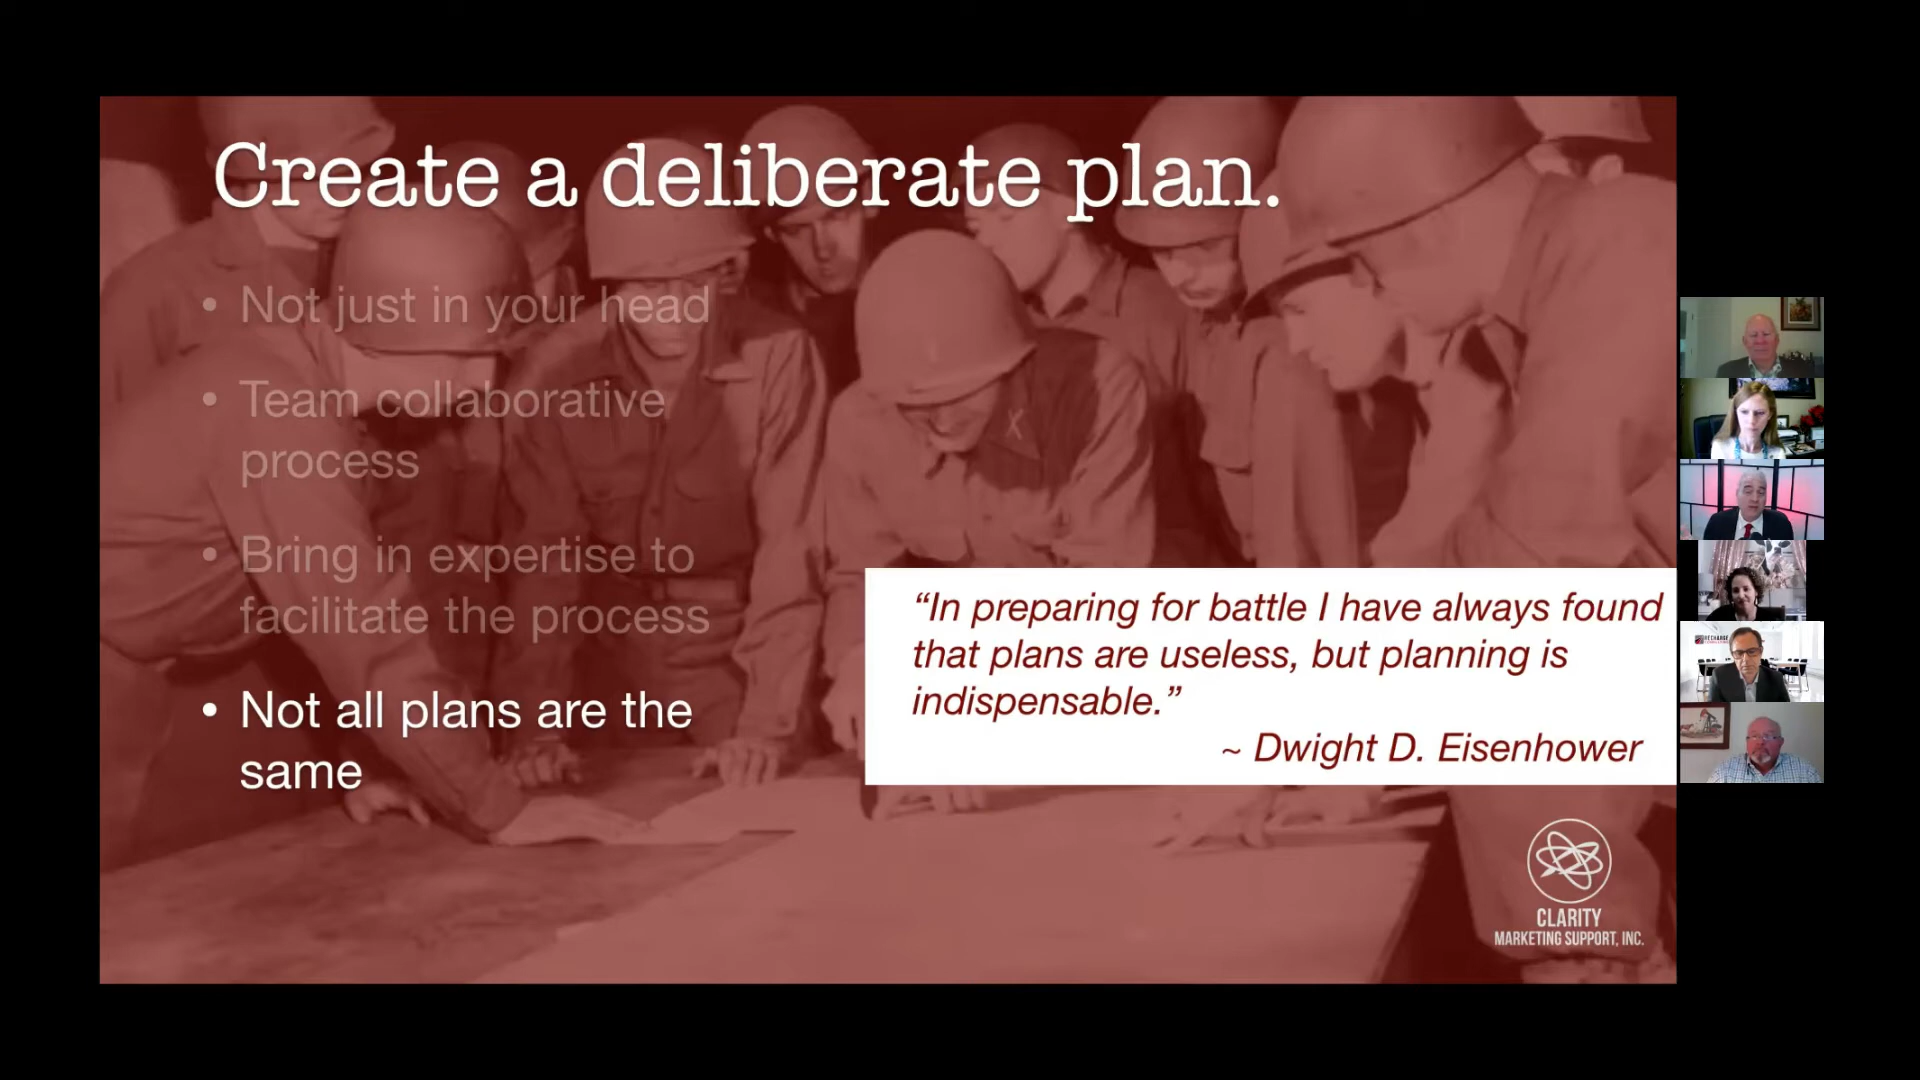 Create a deliberate plan.
• Not just in your head
• Team collaborative
process
• Bring in expertise to
facilitate the process
• Not all plans are the
same
“In preparing for battle I have always found
that plans are useless, but planning is
indispensable.”
~ Dwight D. Eisenhower
CLARITY
MARKETING SUPPORT, INC.